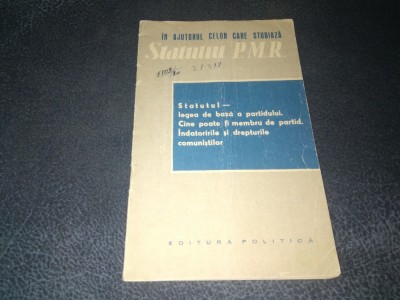 ÎN AJUTORUL CELOR CARE STUDIAZĂ
Statutul PMR
Statutul —
legea de bază a partidului.
Cine poate fi membru de partid.
Îndatoririle și drepturile
comuniștilor
EDITURA POLITICĂ